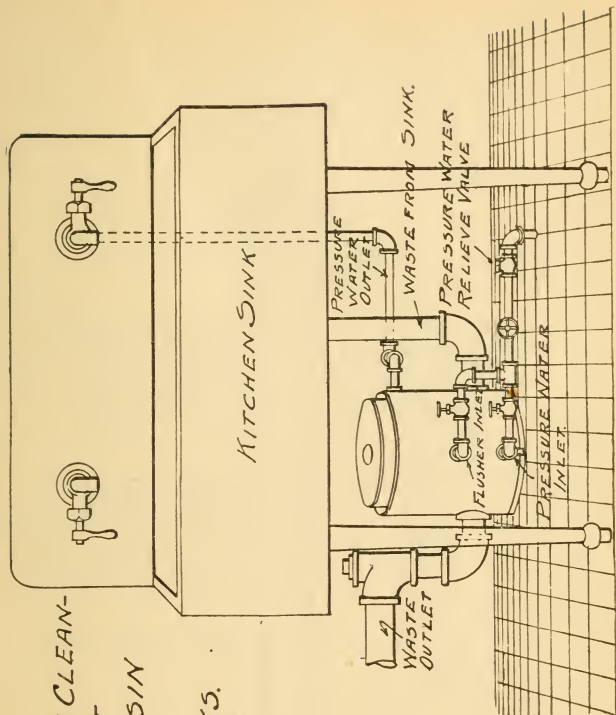 CLEAN-
SIN
KITCHEN SINK
PRESSURE
WATER
OUTLET
WASTE FROM SINK.
PRESSURE WATER
RELIEVE VALVE
FLUSHER INLET
PRESSURE WATER
INLET.
WASTE
OUTLET